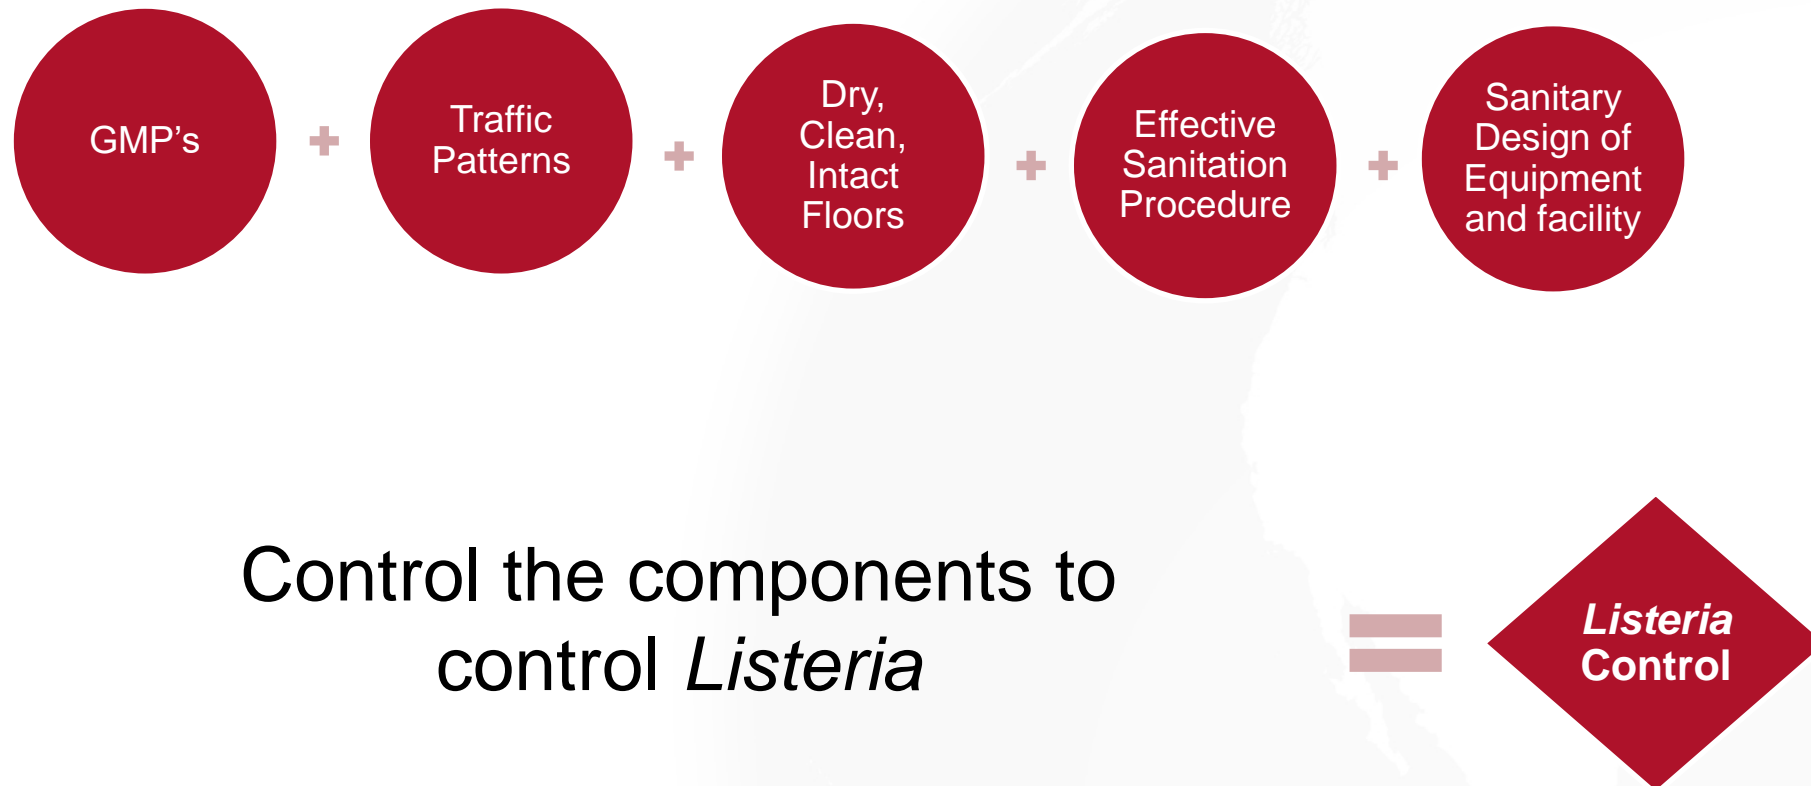 GMP's
Traffic
Patterns
Dry,
Clean,
Intact
Floors
Effective
Sanitation
Procedure
Sanitary
Design of
Equipment
and facility
Control the components to
control Listeria
Listeria
Control